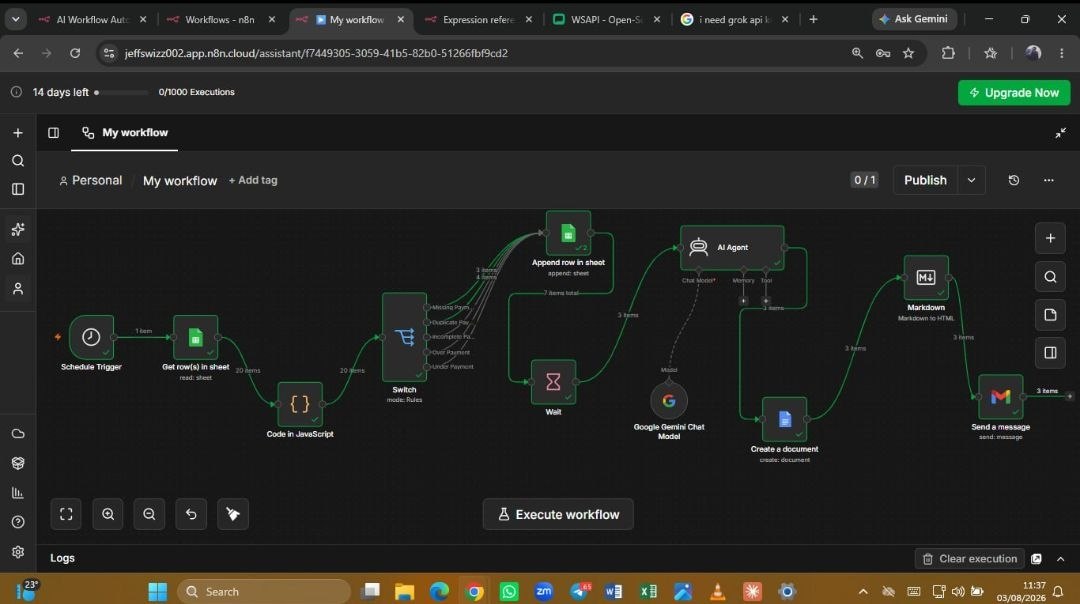 AI Workflow Auto
Workflows - n8n
My workflow
Expression refere
WSAPI - Open-S
i need grok api k
Ask Gemini
jeffswizz002.app.n8n.cloud/assistant/f7449305-3059-41b5-82b0-51266fbf9cd2
14 days left
0/1000 Executions
Upgrade Now
My workflow
Personal / My workflow + Add tag
0 / 1
Publish
Schedule Trigger
1 item
Get row(s) in sheet
read: sheet
20 items
Code in JavaScript
20 items
Switch
mode: Rules
Missing Paym...
Duplicate Pay...
Incomplete Pa...
Over Payment
Under Payment
3 items
4 items
2
Append row in sheet
append: sheet
7 items total
Wait
3 items
AI Agent
Chat Model*
Memory
Tool
3 items
Model
Google Gemini Chat
Model
Create a document
create: document
3 items
Markdown
Markdown to HTML
3 items
Send a message
send: message
3 items
Execute workflow
Logs
Clear execution
23°
Search
zm
11:37
03/08/2026